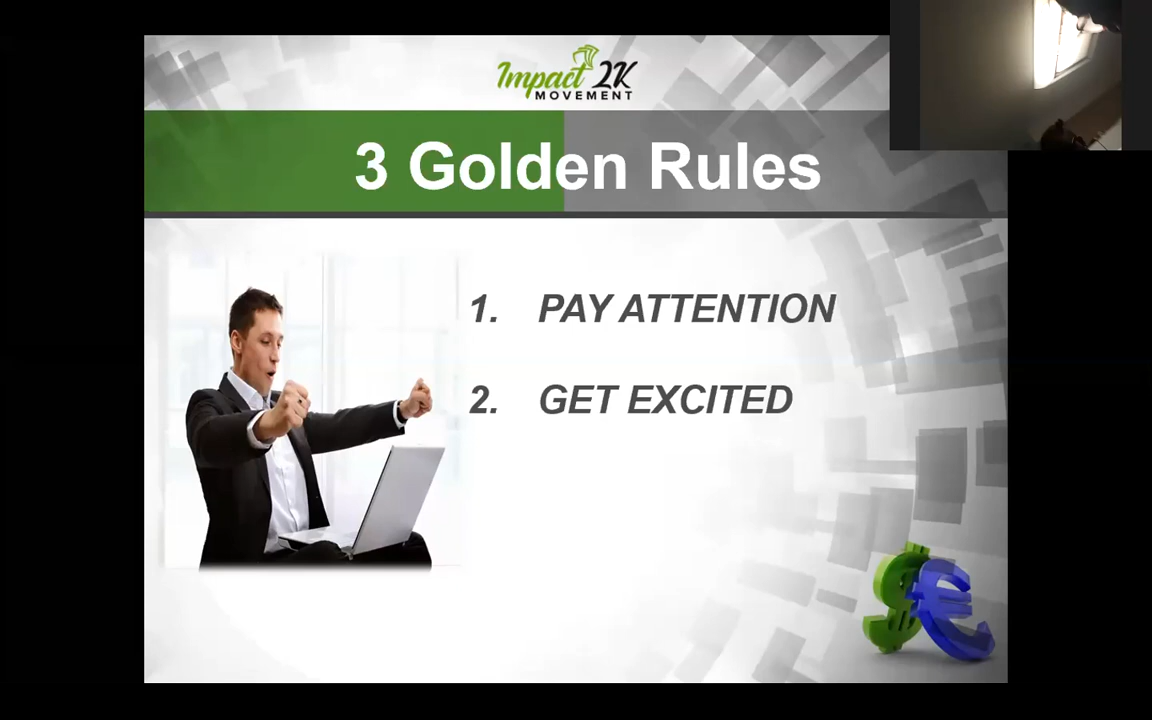 Impact 2K
MOVEMENT
3 Golden Rules
1. PAY ATTENTION
2. GET EXCITED